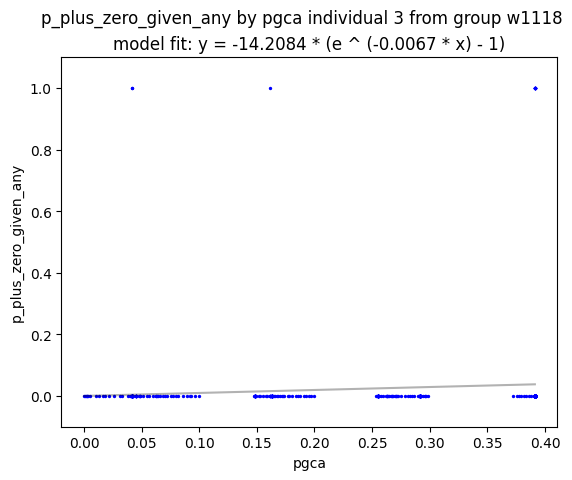 p_plus_zero_given_any by pgca individual 3 from group w1118
model fit: y = -14.2084 * (e ^ (-0.0067 * x) - 1)
1.0
0.8
0.6
0.4
0.2
0.0
p_plus_zero_given_any
0.00 0.05 0.10 0.15 0.20 0.25 0.30 0.35 0.40
pgca